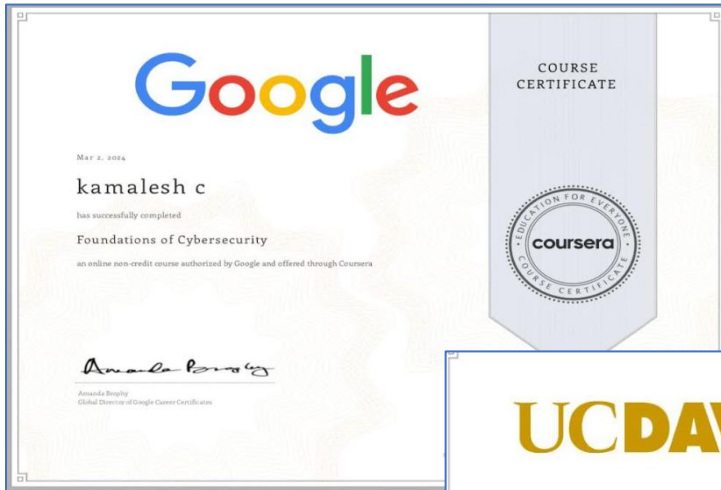 Google
COURSE
CERTIFICATE
Mar 2, 2024
kamalesh c
has successfully completed
Foundations of Cybersecurity
an online non-credit course authorized by Google and offered through Coursera
EDUCATION FOR EVERYONE
coursera
COURSE CERTIFICATE
Amanda Brophy
Amanda Brophy
Global Director of Google Career Certificates
UCDAV